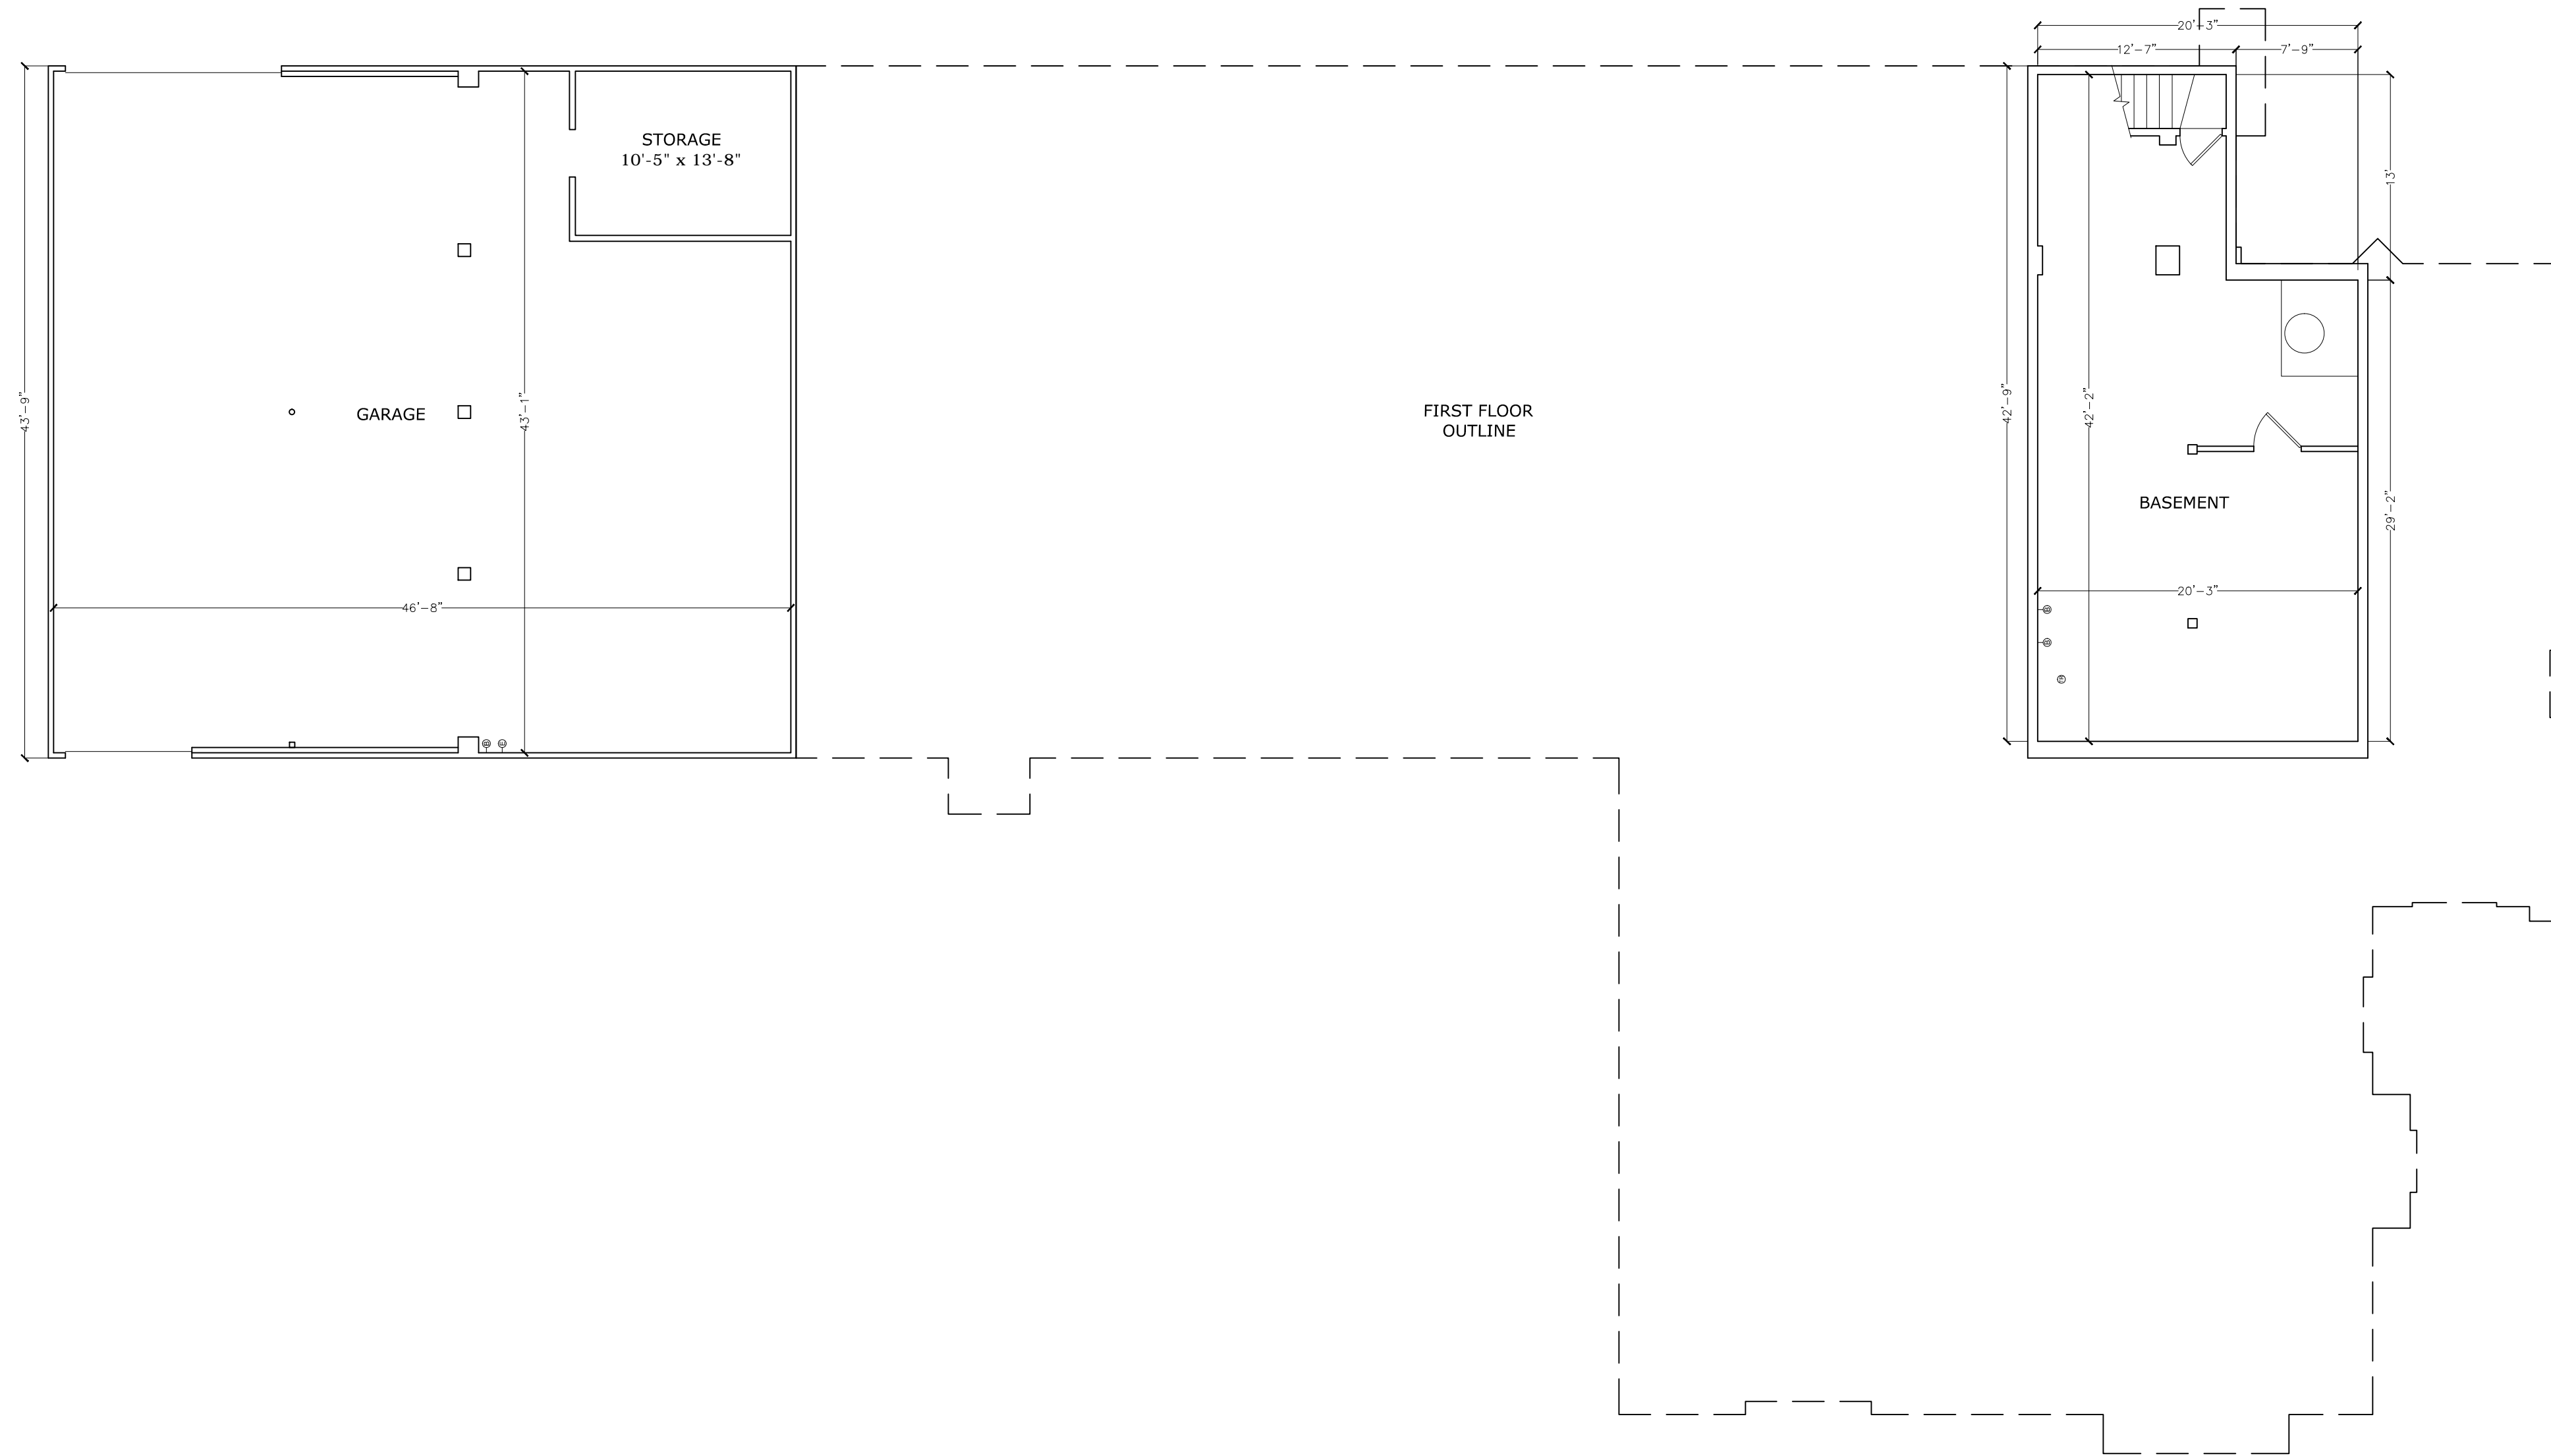 20'-3"
12'-7"
7'-9"
STORAGE
10'-5" x 13'-8"
13'
43'-9"
GARAGE
43'-1"
FIRST FLOOR
OUTLINE
42'-9"
42'-2"
BASEMENT
29'-2"
46'-8"
20'-3"